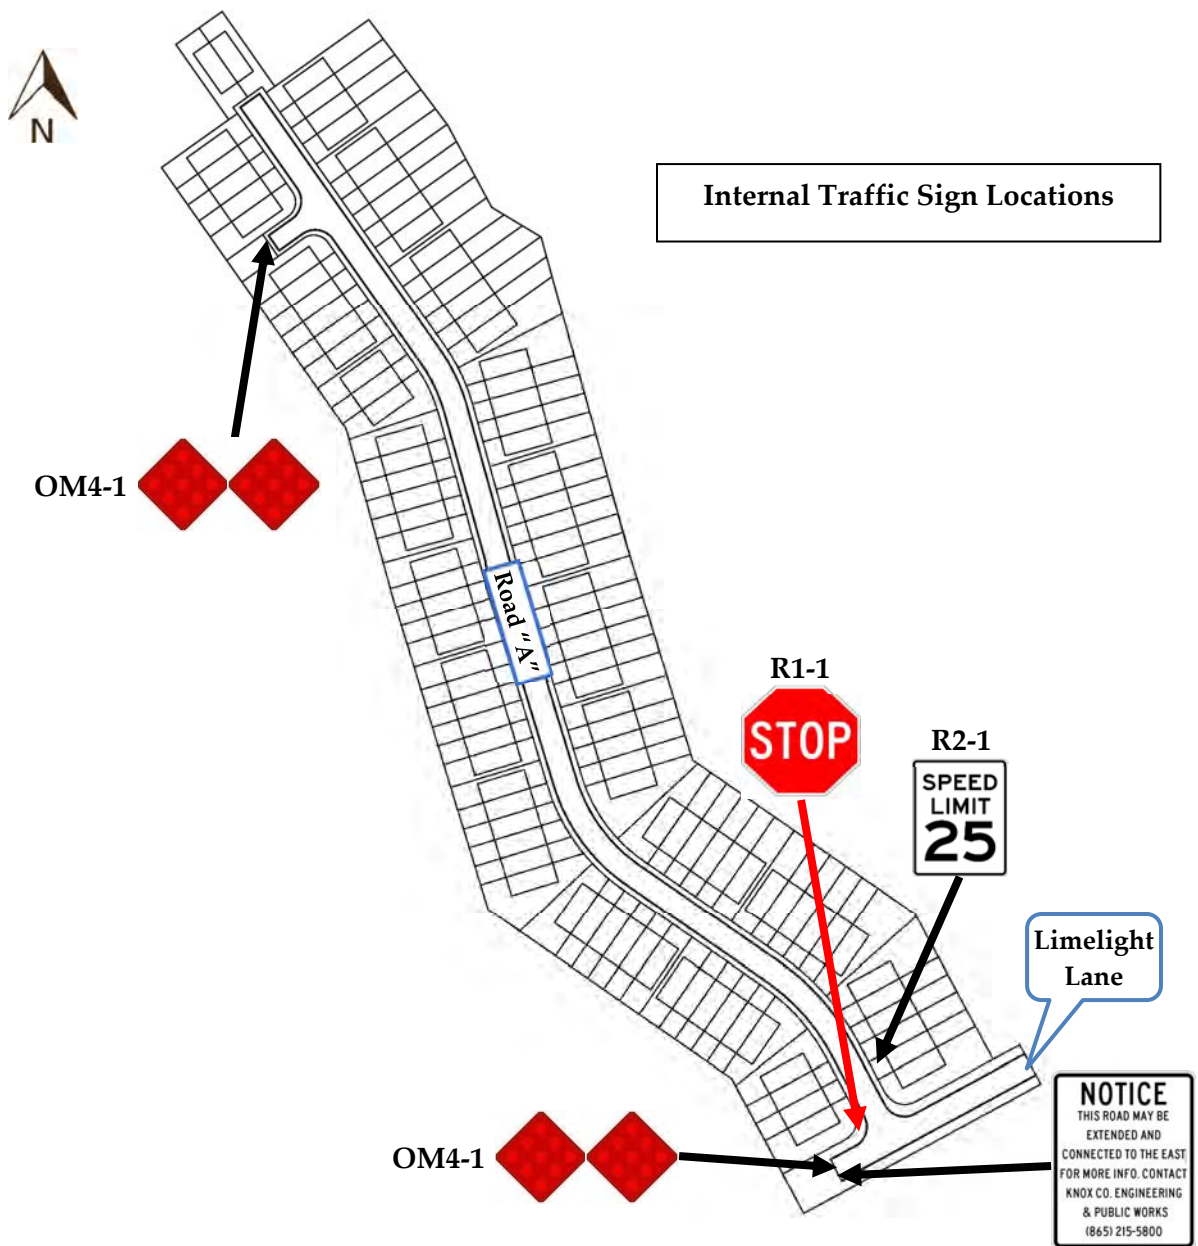 N
Internal Traffic Sign Locations
OM4-1
Road "A"
R1-1
STOP
R2-1
SPEED
LIMIT
25
Limelight
Lane
OM4-1
NOTICE
THIS ROAD MAY BE
EXTENDED AND
CONNECTED TO THE EAST
FOR MORE INFO. CONTACT
KNOX CO. ENGINEERING
& PUBLIC WORKS
(865) 215-5800